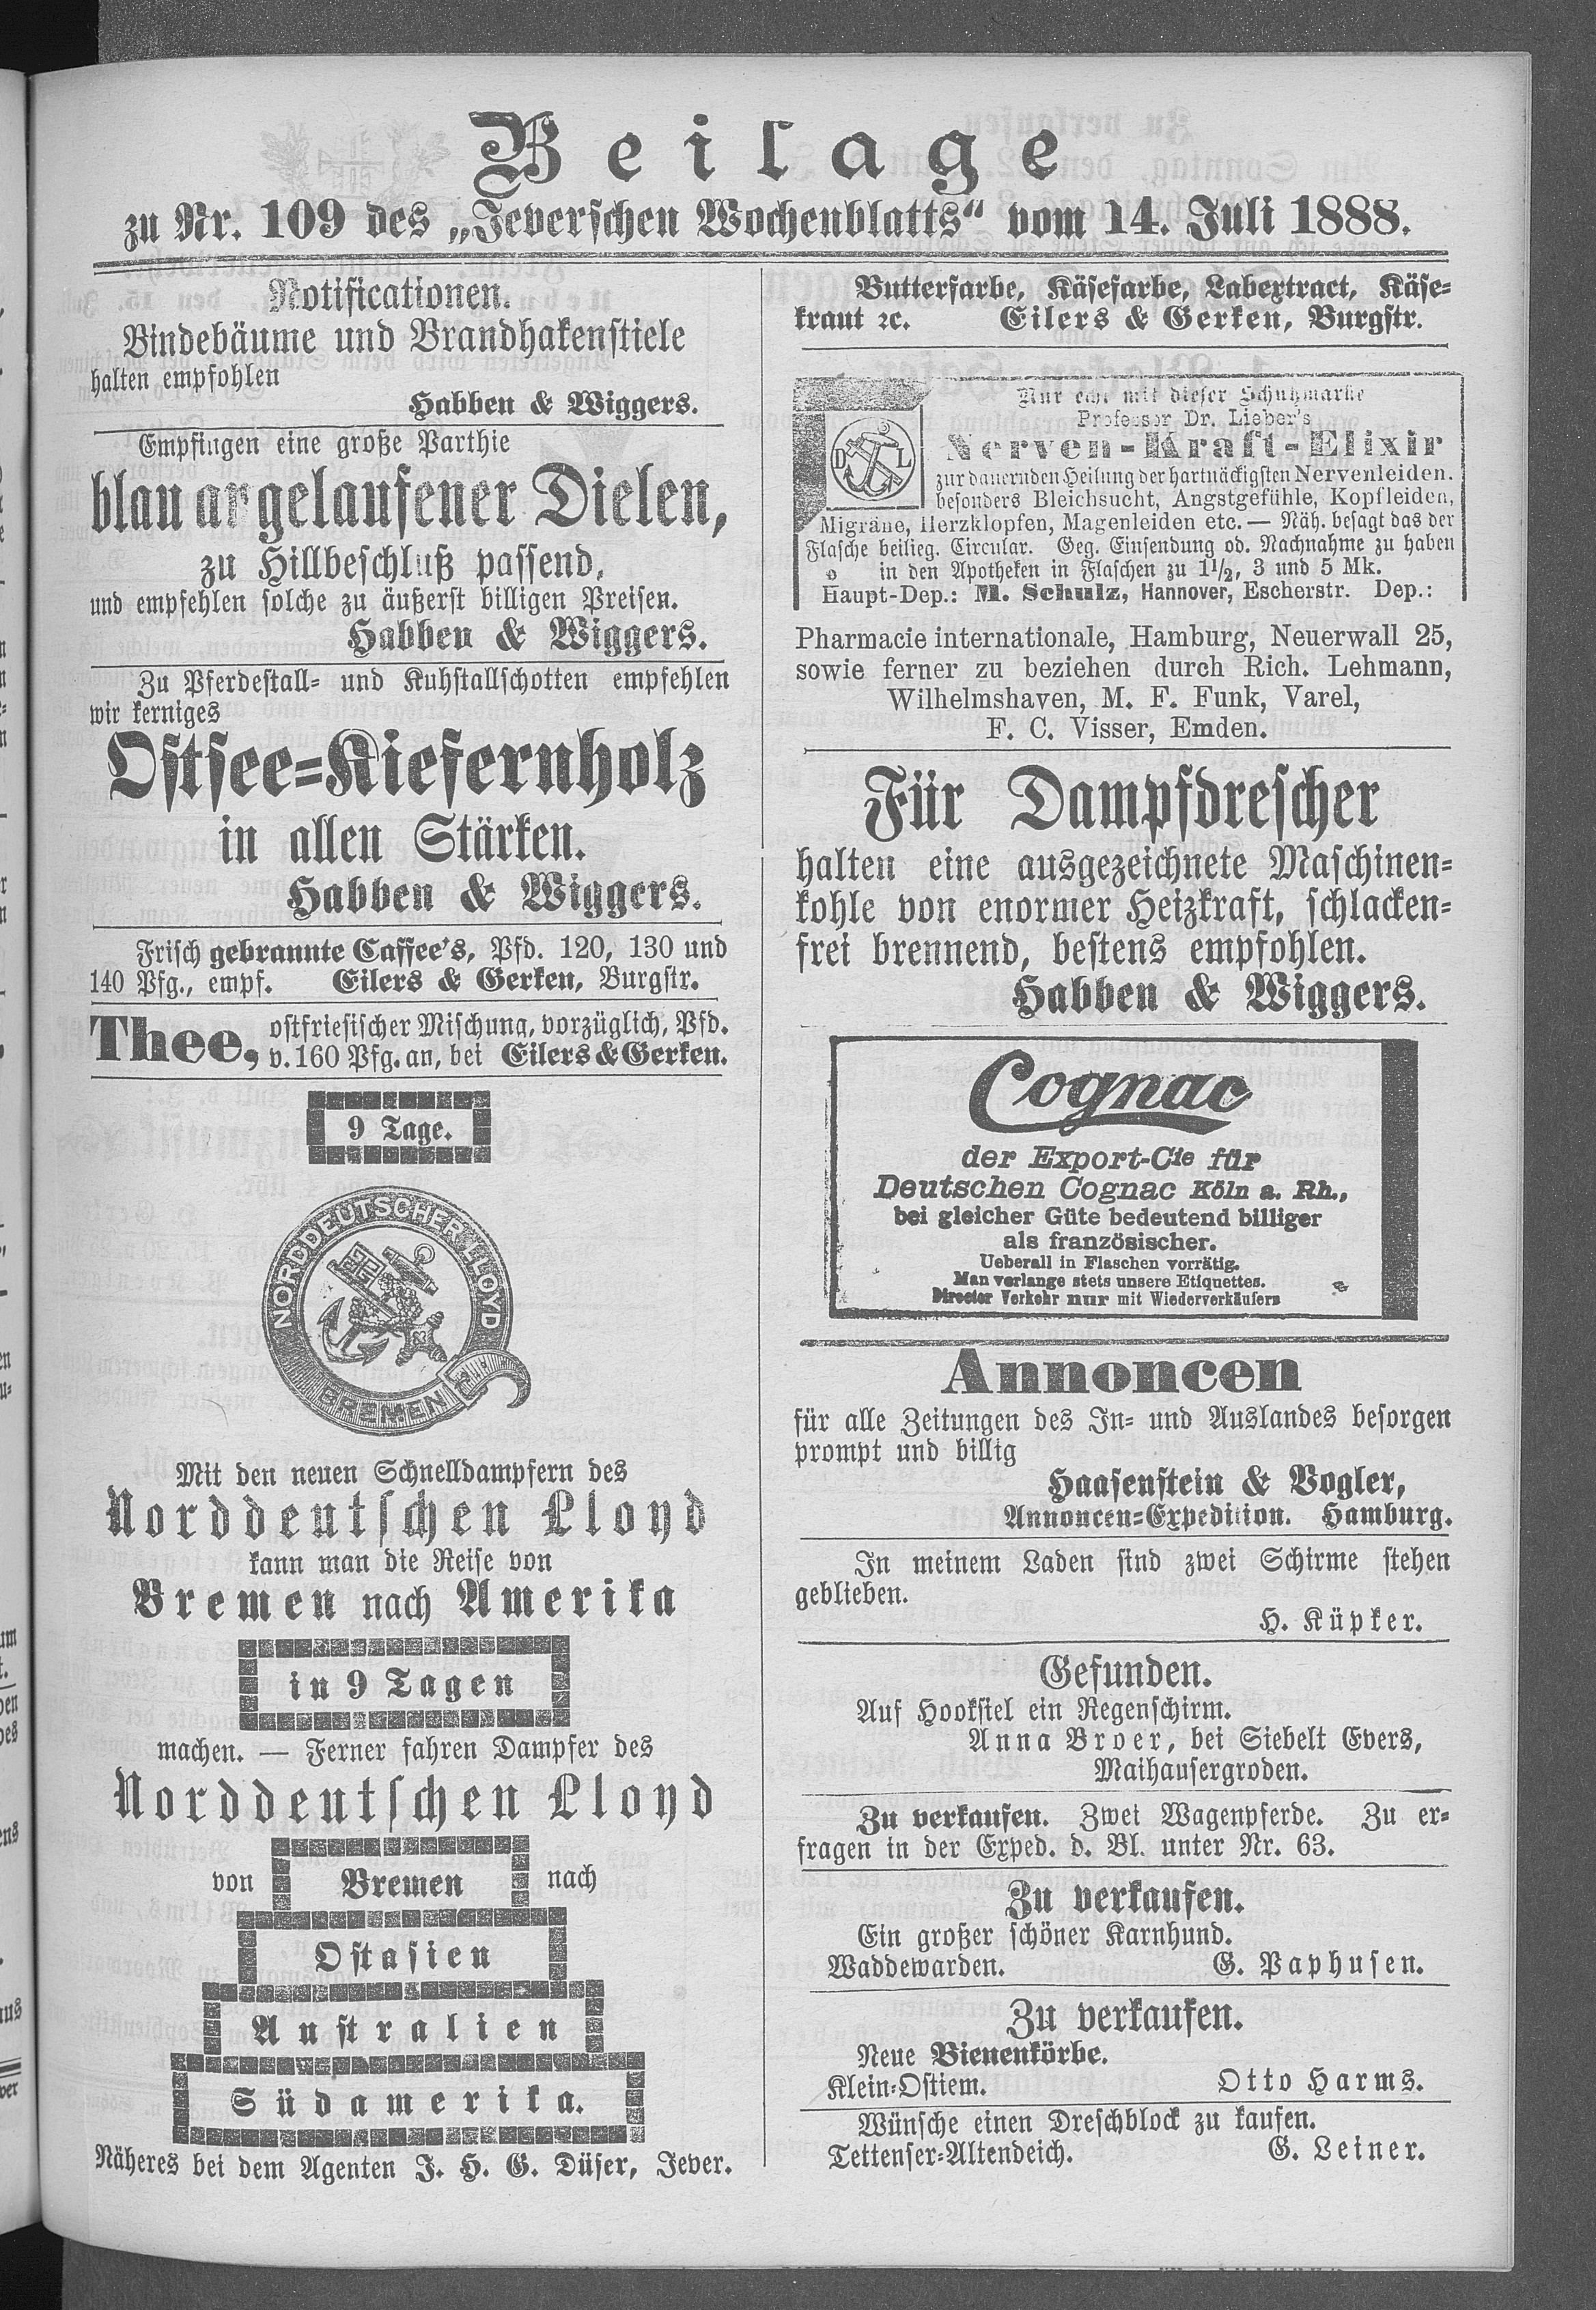 Beilage
zu Nr. 109 des „Jeverschen Wochenblatts“ vom 14. Juli 1888.
Notificationen.
Bindebäume und Brandhakenstiele
halten empfohlen
Habben & Wiggers.
Empfingen eine große Parthie
blau angelaufener Dielen,
zu Hillbeschluß passend,
und empfehlen solche zu äußerst billigen Preisen.
Habben & Wiggers.
Zu Pferdestall- und Kuhstallschotten empfehlen
wir kerniges
Ostsee-Kiefernholz
in allen Stärken.
Habben & Wiggers.
Frisch gebrannte Caffee's, Pfd. 120, 130 und
140 Pfg., empf. Eilers & Gerken, Burgstr.
Thee, ostfriesischer Mischung, vorzüglich, Pfd.
v. 160 Pfg. an, bei Eilers & Gerken.
9 Tage.
NORDDEUTSCHER LLOYD
BREMEN
Mit den neuen Schnelldampfern des
Norddeutschen Lloyd
kann man die Reise von
Bremen nach Amerika
in 9 Tagen
machen. — Ferner fahren Dampfer des
Norddeutschen Lloyd
von Bremen nach
Ostasien
Australien
Südamerika.
Näheres bei dem Agenten J. H. G. Düser, Jever.
Butterfarbe, Käsefarbe, Labextract, Käse-
kraut ꝛc. Eilers & Gerken, Burgstr.
Nur echt mit dieser Schutzmarke
Professor Dr. Lieber's
D L
Nerven-Kraft-Elixir
zur dauernden Heilung der hartnäckigsten Nervenleiden.
besonders Bleichsucht, Angstgefühle, Kopfleiden,
Migräne, Herzklopfen, Magenleiden etc. — Näh. besagt das der
Flasche beilieg. Circular. Geg. Einsendung od. Nachnahme zu haben
in den Apotheken in Flaschen zu 1½, 3 und 5 Mk.
Haupt-Dep.: M. Schulz, Hannover, Escherstr. Dep.:
Pharmacie internationale, Hamburg, Neuerwall 25,
sowie ferner zu beziehen durch Rich. Lehmann,
Wilhelmshaven, M. F. Funk, Varel,
F. C. Visser, Emden.
Für Dampfdrescher
halten eine ausgezeichnete Maschinen-
kohle von enormer Heizkraft, schlacken-
frei brennend, bestens empfohlen.
Habben & Wiggers.
Cognac
der Export-Cie für
Deutschen Cognac Köln a. Rh.,
bei gleicher Güte bedeutend billiger
als französischer.
Ueberall in Flaschen vorrätig.
Man verlange stets unsere Etiquettes.
Directer Verkehr nur mit Wiederverkäufern
Annoncen
für alle Zeitungen des In- und Auslandes besorgen
prompt und billig
Haasenstein & Vogler,
Annoncen-Expedition. Hamburg.
In meinem Laden sind zwei Schirme stehen
geblieben.
H. Küpker.
Gefunden.
Auf Hooksiel ein Regenschirm.
Anna Broer, bei Siebelt Evers,
Maihausergroden.
Zu verkaufen. Zwei Wagenpferde. Zu er-
fragen in der Exped. d. Bl. unter Nr. 63.
Zu verkaufen.
Ein großer schöner Karnhund.
Waddewarden. G. Paphusen.
Zu verkaufen.
Neue Bienenkörbe.
Klein-Ostiem. Otto Harms.
Wünsche einen Dreschblock zu kaufen.
Tettenser-Altendeich. G. Leiner.